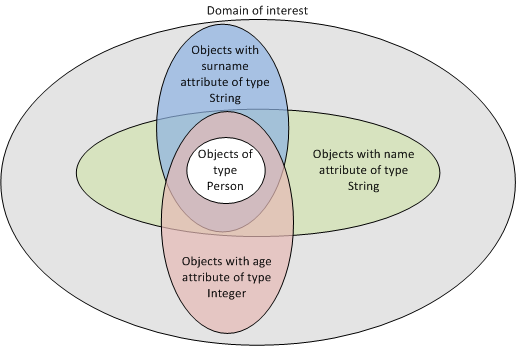 Domain of interest
Objects with
surname
attribute of type
String
Objects of
type
Person
Objects with name
attribute of type
String
Objects with age
attribute of type
Integer